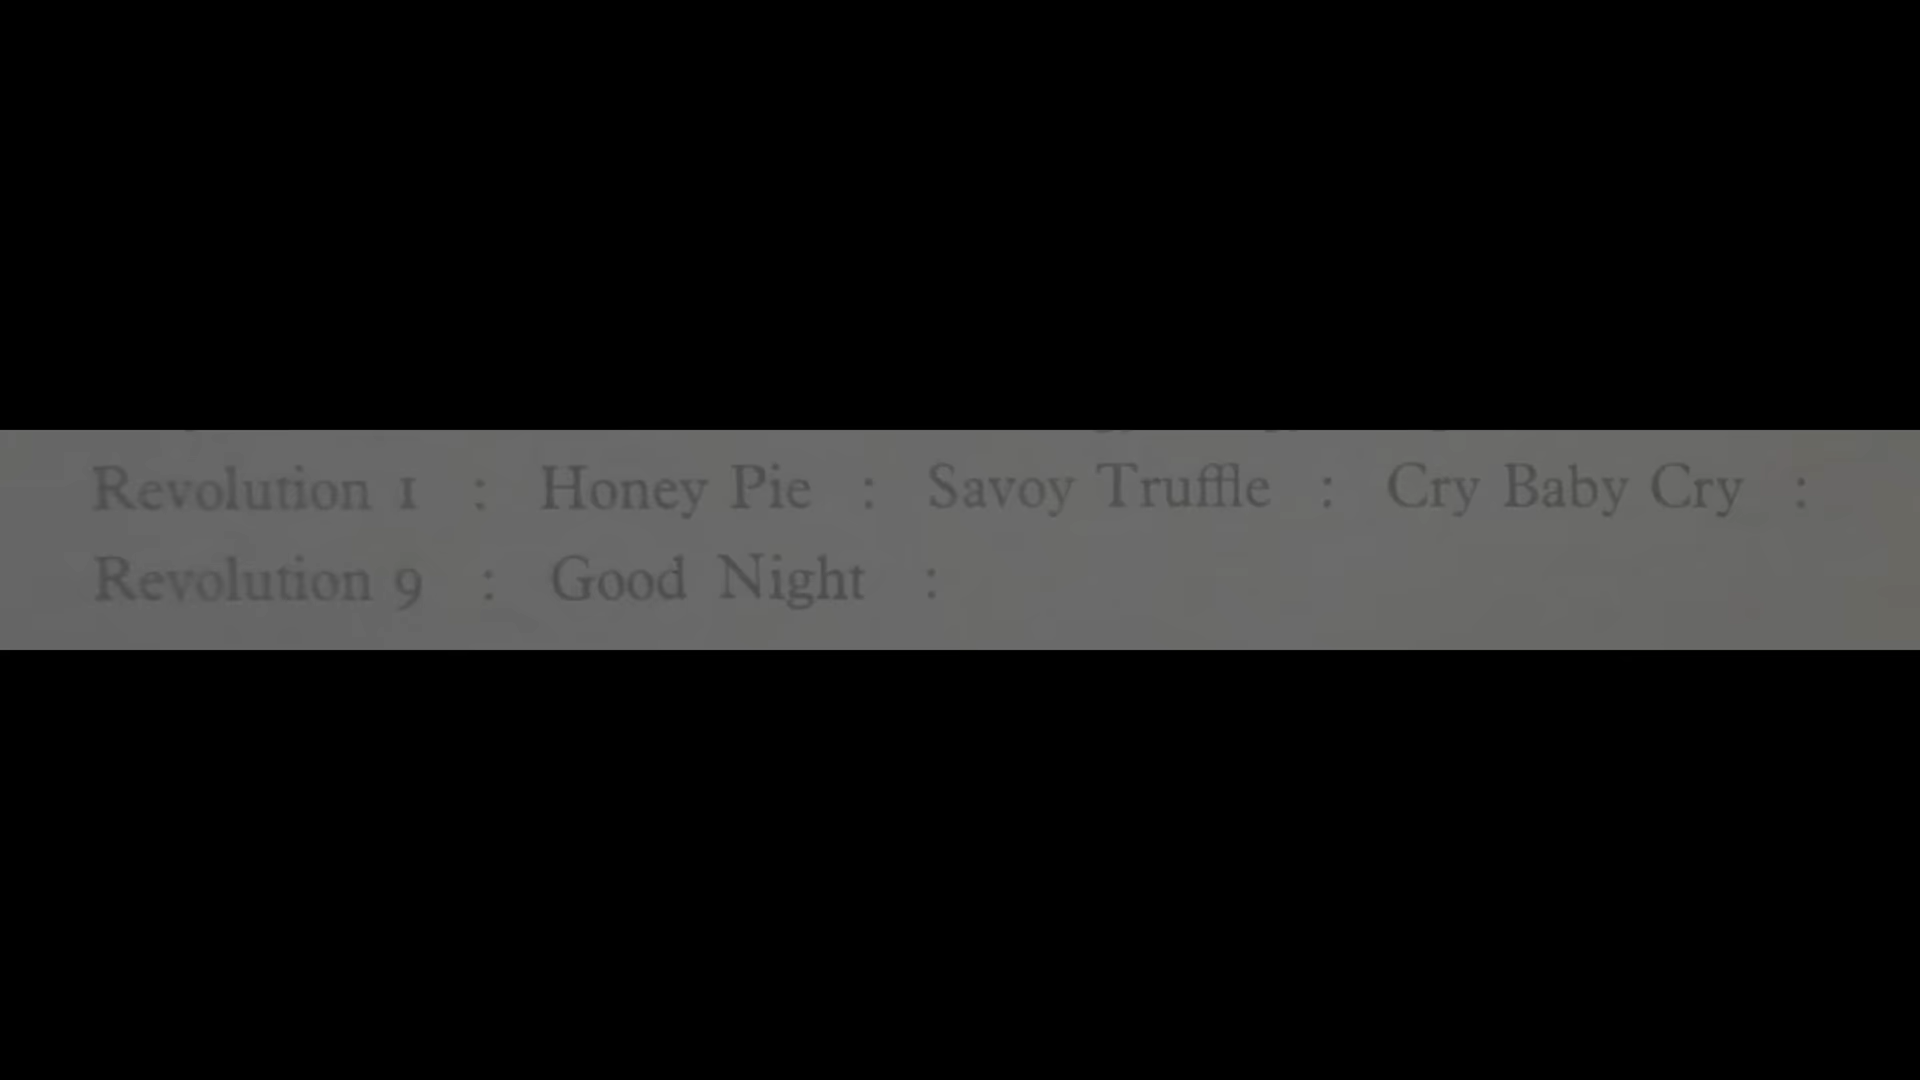 Revolution 1 : Honey Pie : Savoy Truffle : Cry Baby Cry :
Revolution 9 : Good Night :